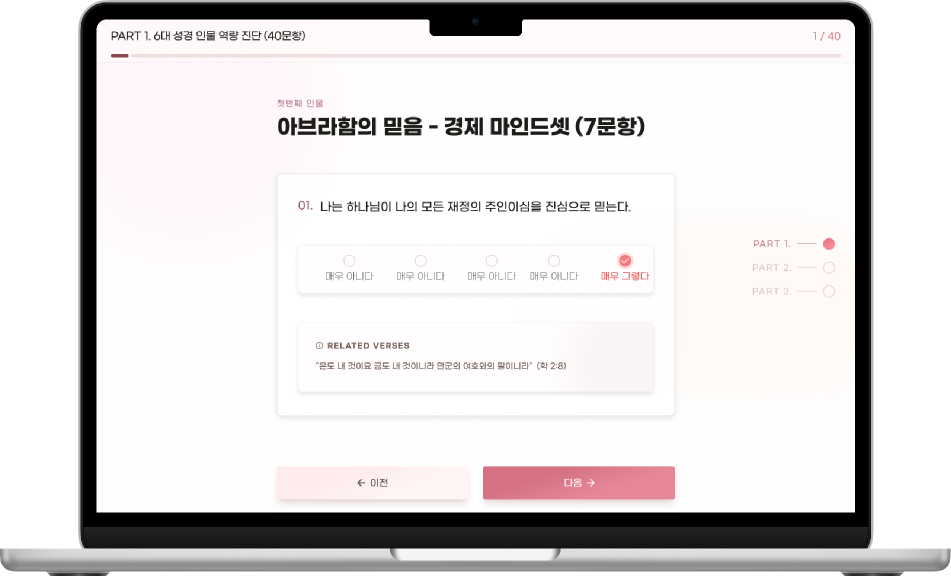 PART 1. 6대 성경 인물 역량 진단 (40문항)
1 / 40
첫번째 인물
아브라함의 믿음 - 경제 마인드셋 (7문항)
01. 나는 하나님이 나의 모든 재정의 주인이심을 진심으로 믿는다.
매우 아니다 매우 아니다 매우 아니다 매우 아니다 매우 그렇다
PART 1.
PART 2.
PART 3.
RELATED VERSES
"은도 내 것이요 금도 내 것이니라 만군의 여호와의 말이니라" (학 2:8)
← 이전
다음 →